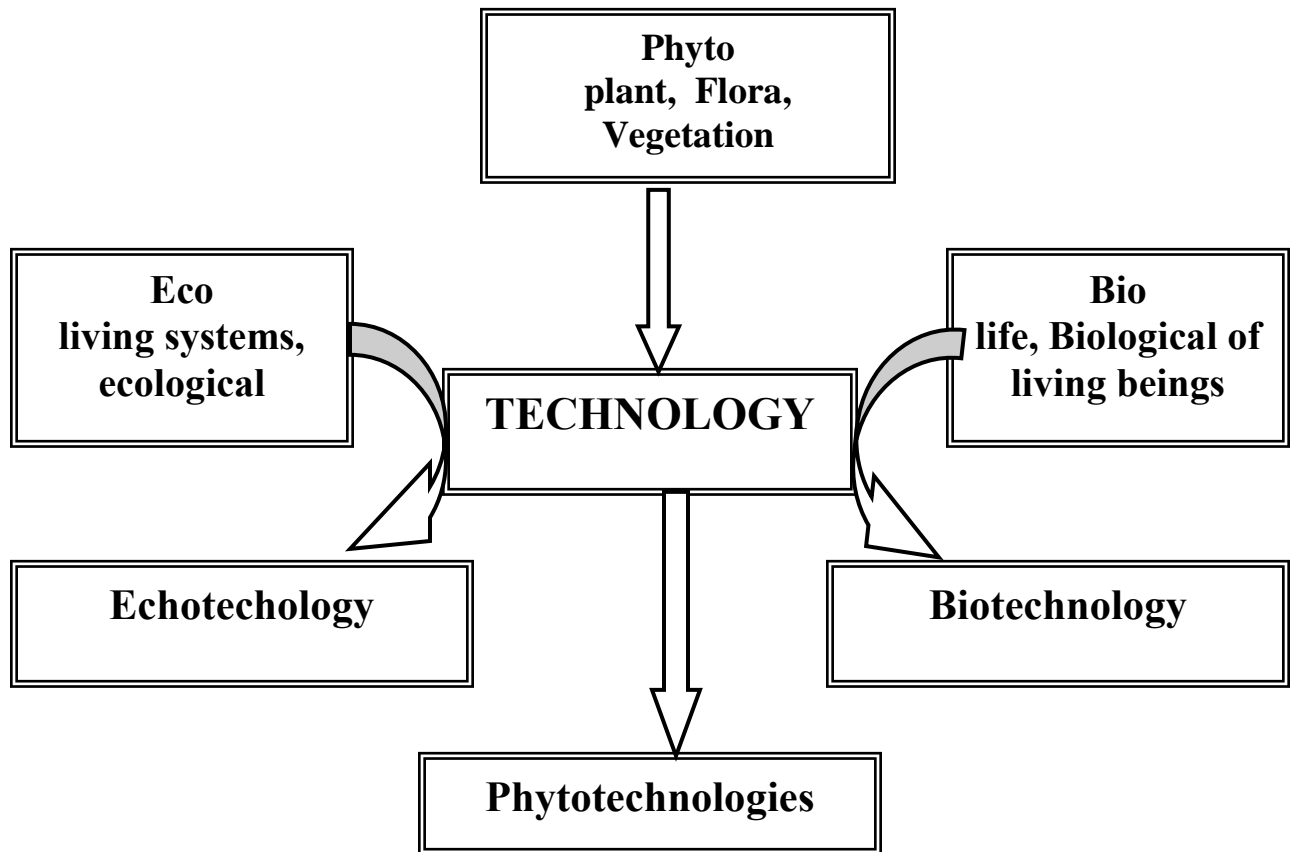 Phyto
plant, Flora,
Vegetation
Eco
living systems,
ecological
Bio
life, Biological of
living beings
TECHNOLOGY
Echotechology
Biotechnology
Phytotechnologies